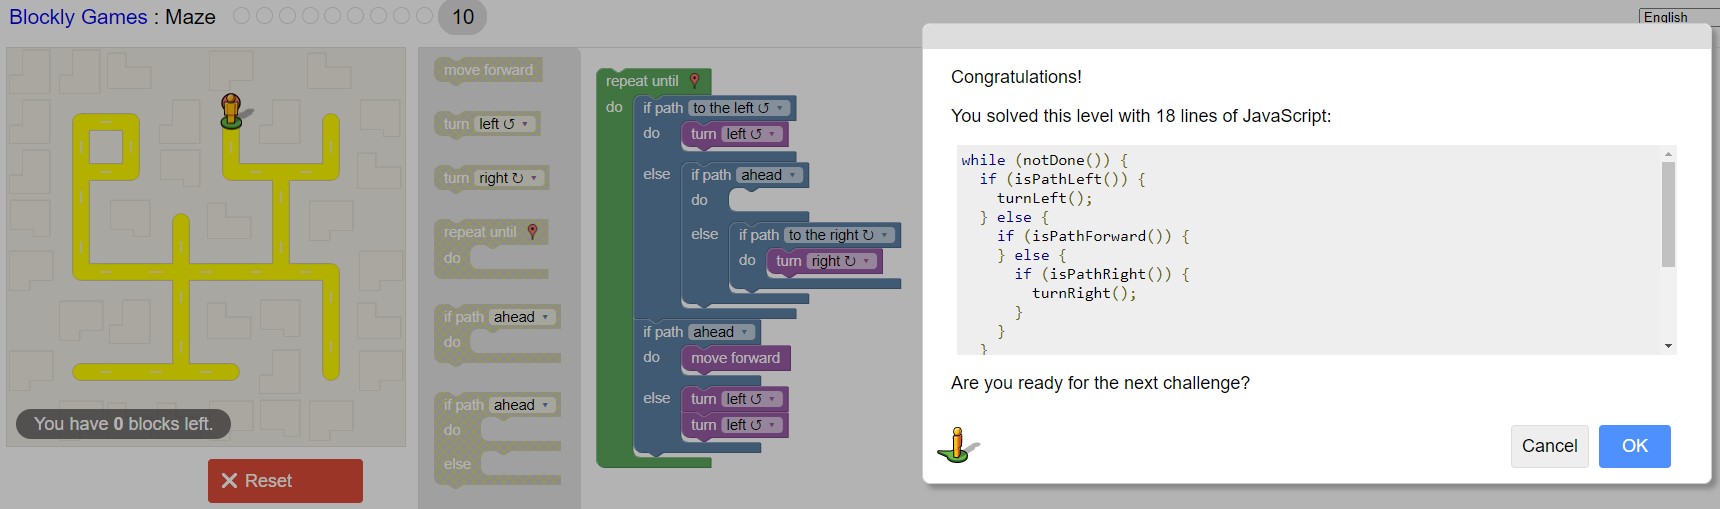 Blockly Games : Maze
10
English
move forward
turn left ↺ ▾
turn right ↻ ▾
repeat until
do
if path ahead ▾
do
if path ahead ▾
do
else
repeat until
do
if path to the left ↺ ▾
do
turn left ↺ ▾
else
if path ahead ▾
do
else
if path to the right ↻ ▾
do
turn right ↻ ▾
if path ahead ▾
do
move forward
else
turn left ↺ ▾
turn left ↺ ▾
You have 0 blocks left.
Reset
Congratulations!
You solved this level with 18 lines of JavaScript:
while (notDone()) {
  if (isPathLeft()) {
    turnLeft();
  } else {
    if (isPathForward()) {
    } else {
      if (isPathRight()) {
        turnRight();
      }
    }
  }
Are you ready for the next challenge?
Cancel
OK